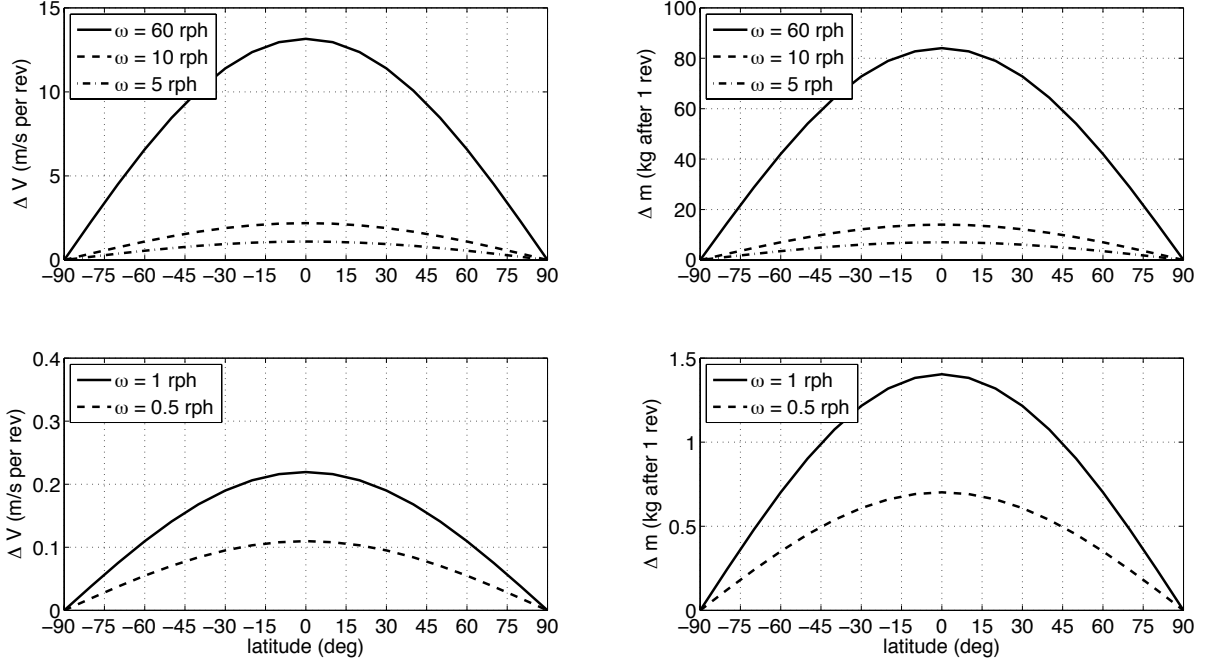 ω = 60 rph
ω = 10 rph
ω = 5 rph
Δ V (m/s per rev)
15
10
5
0
−90 −75 −60 −45 −30 −15 0 15 30 45 60 75 90
ω = 60 rph
ω = 10 rph
ω = 5 rph
Δ m (kg after 1 rev)
100
80
60
40
20
0
−90 −75 −60 −45 −30 −15 0 15 30 45 60 75 90
ω = 1 rph
ω = 0.5 rph
Δ V (m/s per rev)
0.4
0.3
0.2
0.1
0
−90 −75 −60 −45 −30 −15 0 15 30 45 60 75 90
latitude (deg)
ω = 1 rph
ω = 0.5 rph
Δ m (kg after 1 rev)
1.5
1
0.5
0
−90 −75 −60 −45 −30 −15 0 15 30 45 60 75 90
latitude (deg)